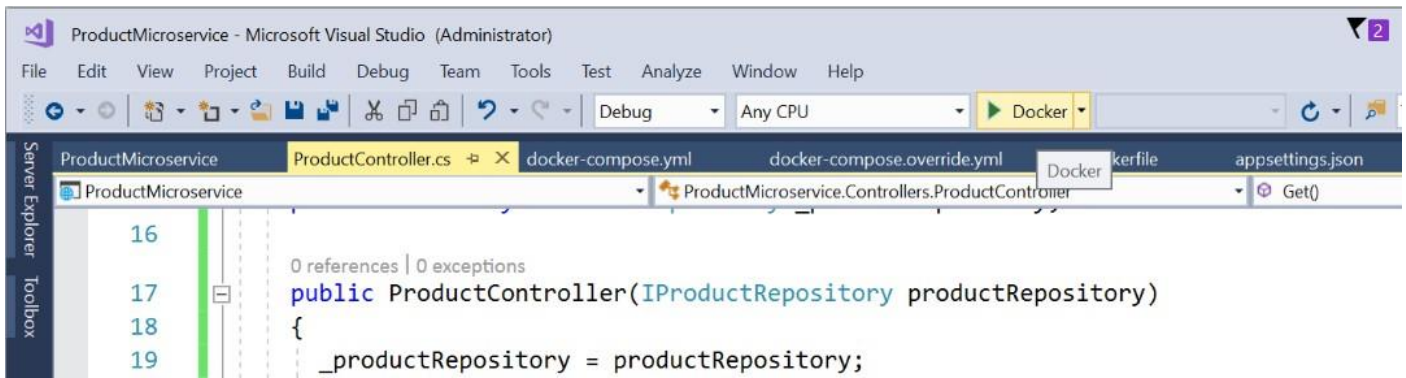 ProductMicroservice - Microsoft Visual Studio (Administrator)
2
File Edit View Project Build Debug Team Tools Test Analyze Window Help
Debug Any CPU Docker
Server Explorer
Toolbox
ProductMicroservice ProductController.cs docker-compose.yml docker-compose.override.yml kerfile appsettings.json
Docker
ProductMicroservice ProductMicroservice.Controllers.ProductController Get()
16
0 references | 0 exceptions
17 public ProductController(IProductRepository productRepository)
18 {
19 _productRepository = productRepository;